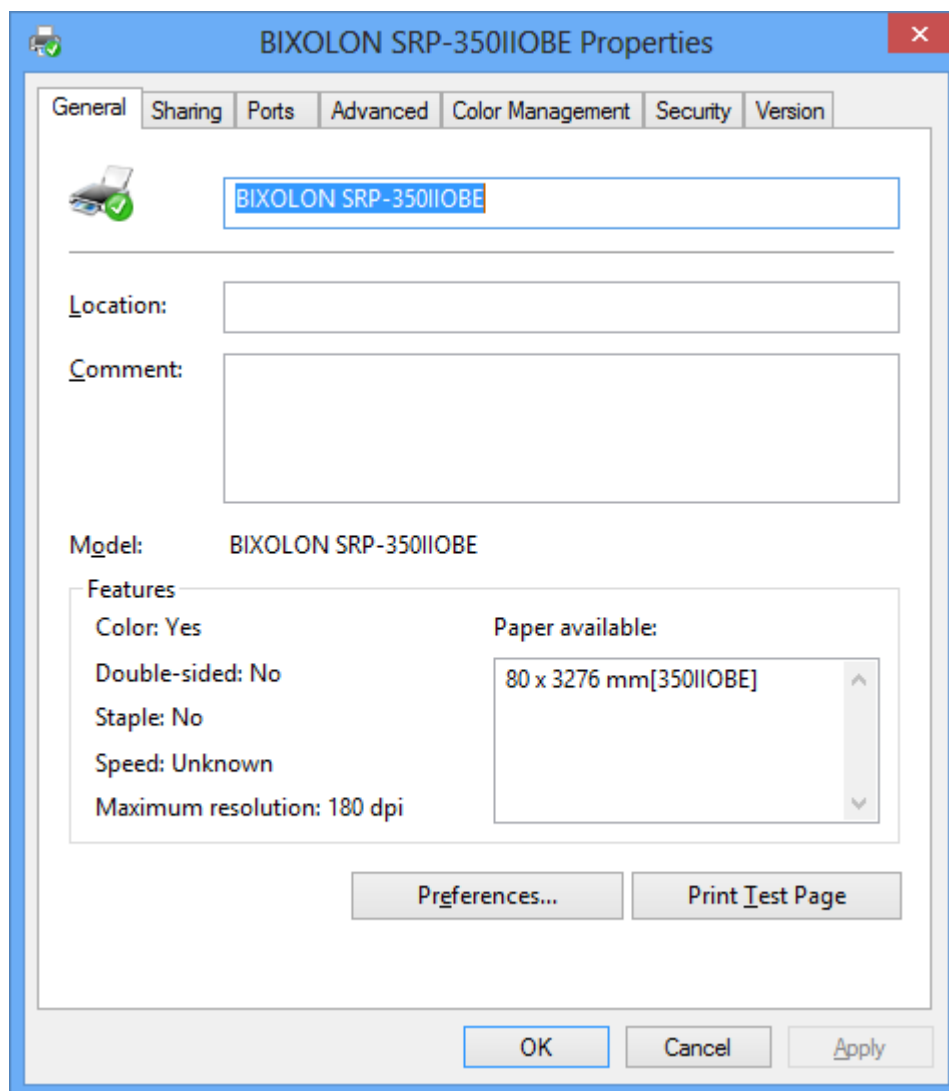 BIXOLON SRP-350IIOBE Properties
General Sharing Ports Advanced Color Management Security Version
BIXOLON SRP-350IIOBE
Location:
Comment:
Model: BIXOLON SRP-350IIOBE
Features
Color: Yes
Double-sided: No
Staple: No
Speed: Unknown
Maximum resolution: 180 dpi
Paper available:
80 x 3276 mm[350IIOBE]
Preferences... Print Test Page
OK Cancel Apply